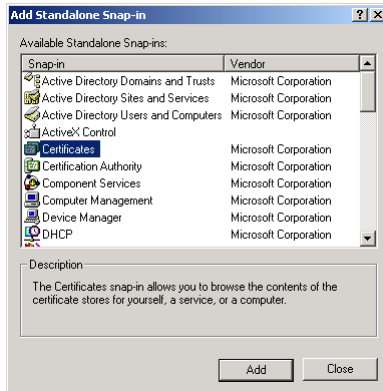 Add Standalone Snap-in
Available Standalone Snap-ins:
Snap-in Vendor
Active Directory Domains and Trusts Microsoft Corporation
Active Directory Sites and Services Microsoft Corporation
Active Directory Users and Computers Microsoft Corporation
ActiveX Control
Certificates Microsoft Corporation
Certification Authority Microsoft Corporation
Component Services Microsoft Corporation
Computer Management Microsoft Corporation
Device Manager Microsoft Corporation
DHCP Microsoft Corporation
Description
The Certificates snap-in allows you to browse the contents of the
certificate stores for yourself, a service, or a computer.
Add Close